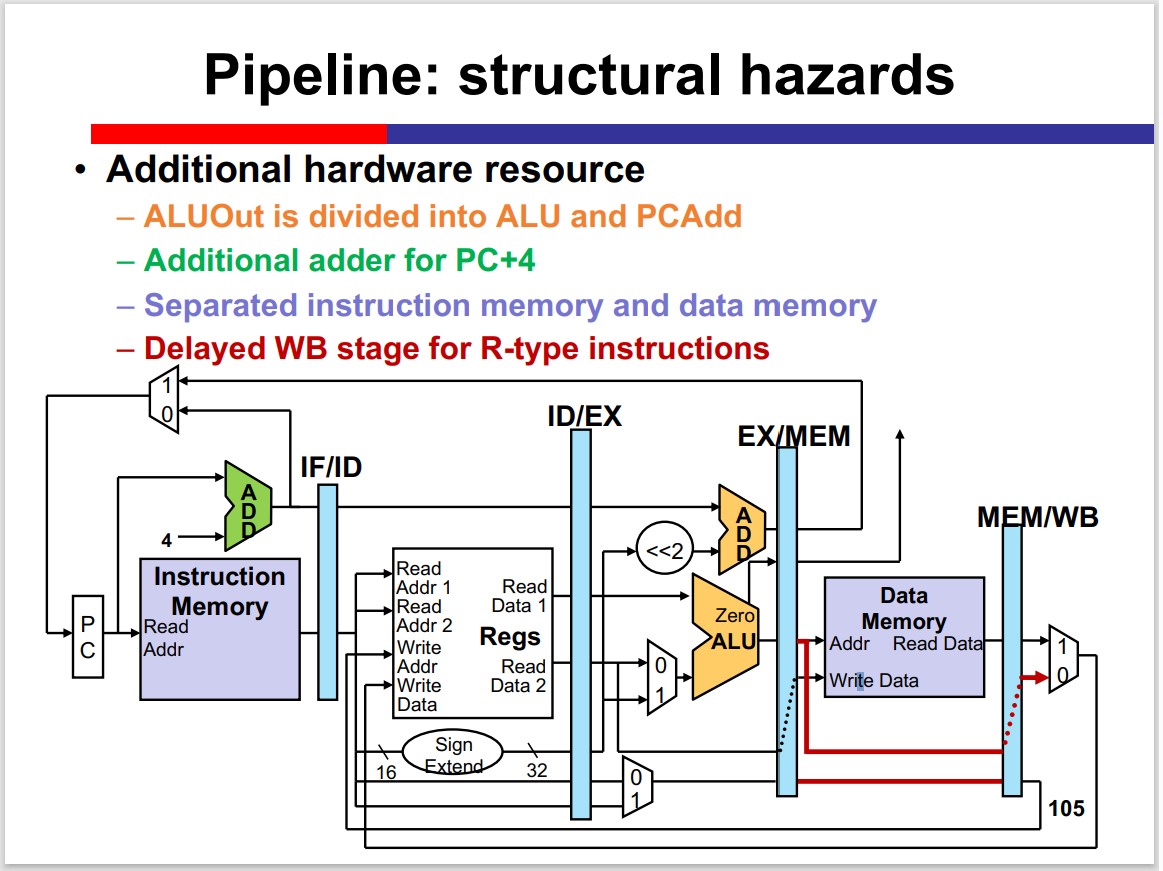 Pipeline: structural hazards
• Additional hardware resource
– ALUOut is divided into ALU and PCAdd
– Additional adder for PC+4
– Separated instruction memory and data memory
– Delayed WB stage for R-type instructions
1
0
ID/EX
EX/MEM
IF/ID
MEM/WB
ADD
4
ADD
<<2
Instruction
Memory
Read
Addr
PC
Read
Addr 1
Read
Addr 2
Write
Addr
Write
Data
Regs
Read
Data 1
Read
Data 2
0
1
Zero
ALU
Data
Memory
Addr
Read Data
Write Data
1
0
Sign
Extend
16
32
0
1
105